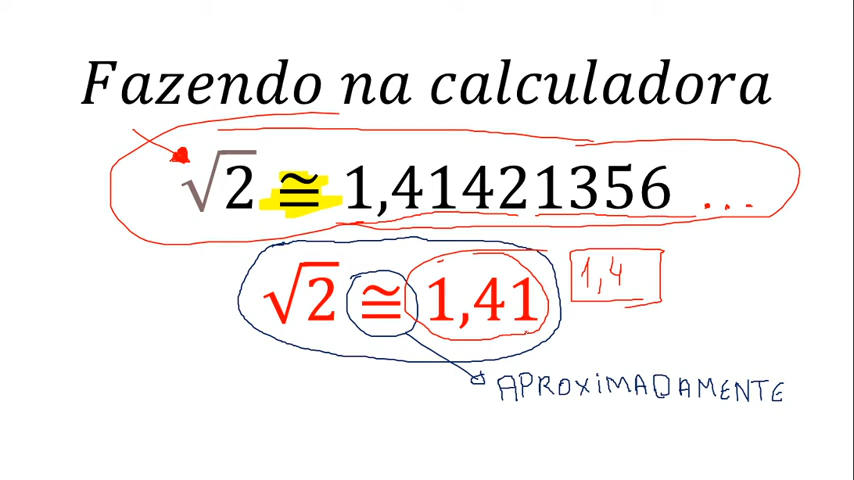 Fazendo na calculadora
√2 ≅ 1,41421356 ...
√2 ≅ 1,41
1,4
APROXiMADAMENTE